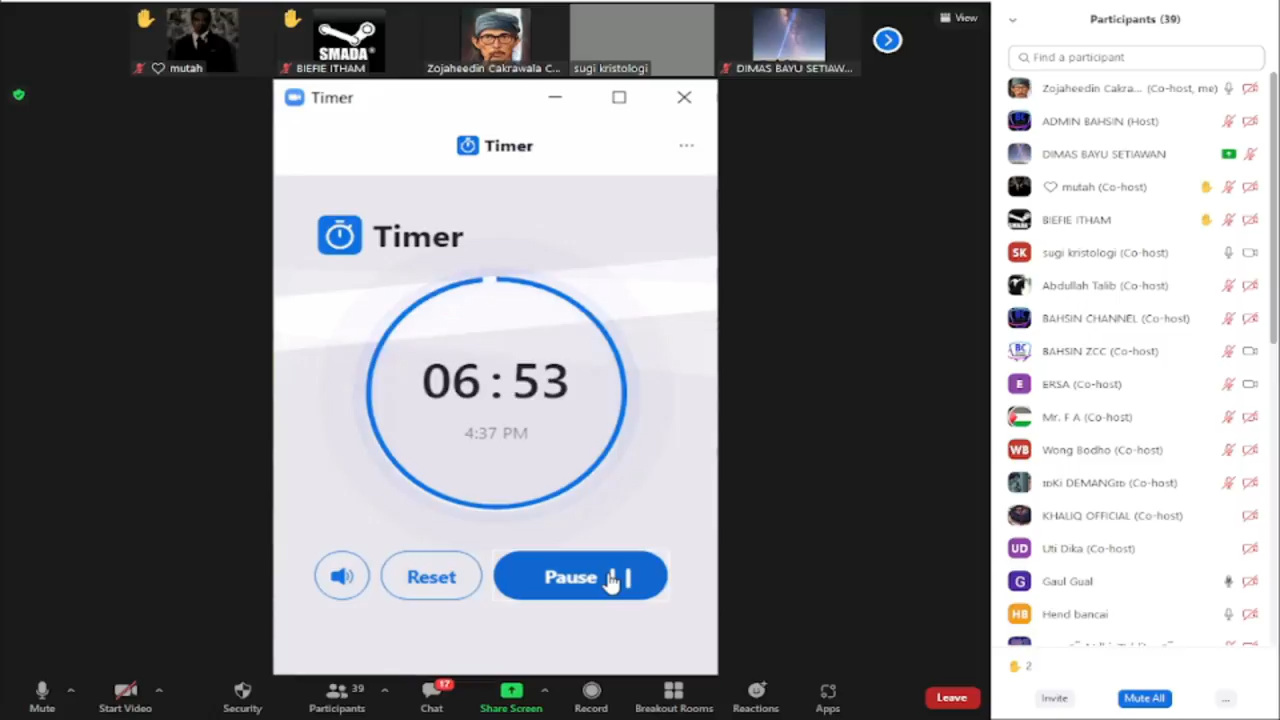 View
SMADA
mutah
BIEFIE ITHAM
Zojaheedin Cakrawala C...
sugi kristologi
DIMAS BAYU SETIAW...
Timer
Timer
...
Timer
06:53
4:37 PM
Reset
Pause
Participants (39)
Find a participant
Zojaheedin Cakra... (Co-host, me)
ADMIN BAHSIN (Host)
DIMAS BAYU SETIAWAN
mutah (Co-host)
BIEFIE ITHAM
SK sugi kristologi (Co-host)
Abdullah Talib (Co-host)
BAHSIN CHANNEL (Co-host)
BAHSIN ZCC (Co-host)
E ERSA (Co-host)
Mr. F A (Co-host)
WB Wong Bodho (Co-host)
KHALIQ OFFICIAL (Co-host)
UD Uti Dika (Co-host)
G Gaul Gual
HB Hend bancai
2
Invite
Mute All
...
Mute
Start Video
Security
39
Participants
17
Chat
Share Screen
Record
Breakout Rooms
Reactions
Apps
Leave